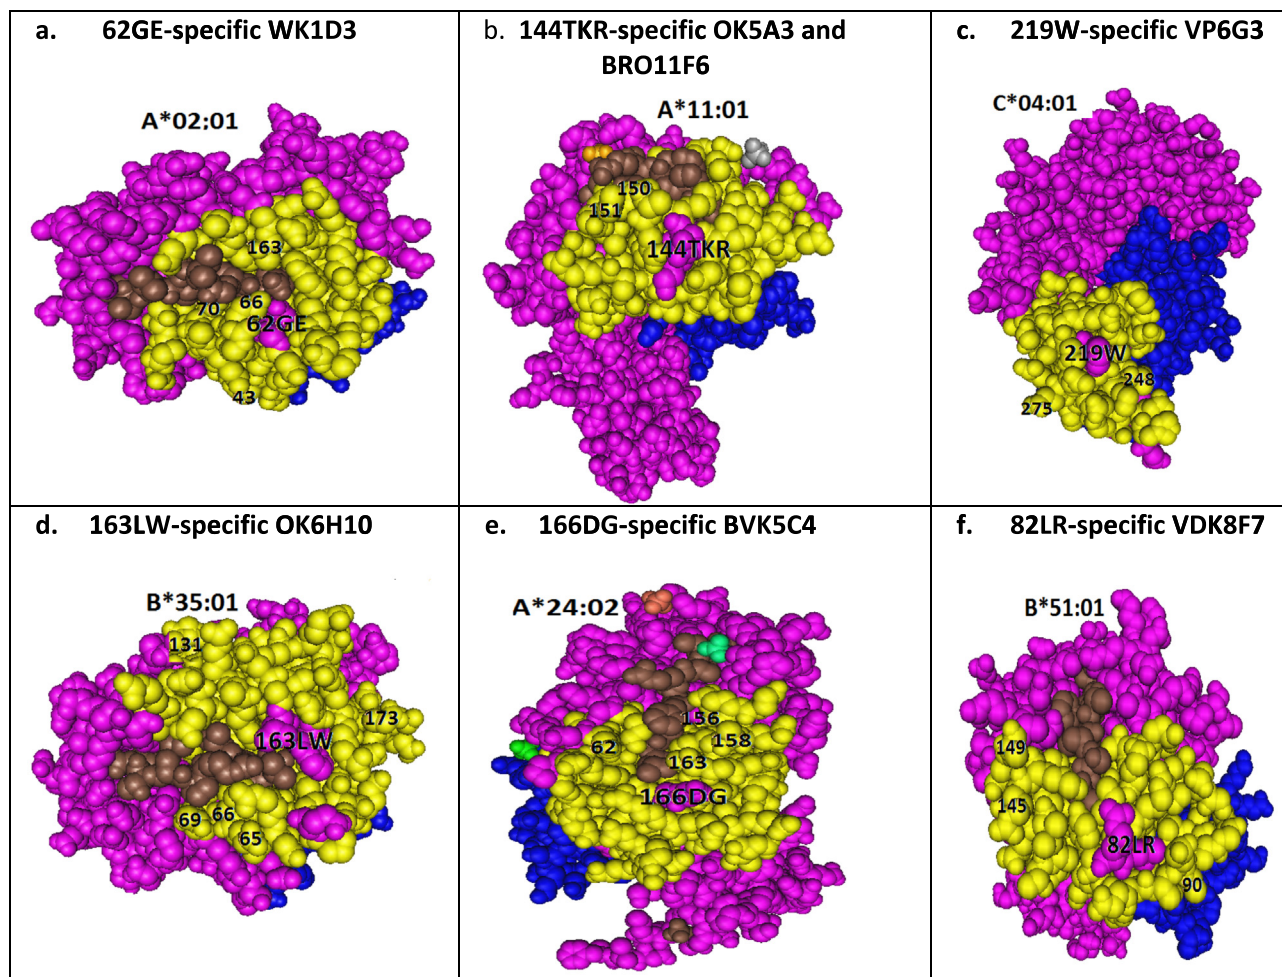 a. 62GE-specific WK1D3
A*02;01
163
70
66
62GE
43
b. 144TKR-specific OK5A3 and
BRO11F6
A*11:01
150
151
144TKR
c. 219W-specific VP6G3
C*04:01
219W
248
275
d. 163LW-specific OK6H10
B*35:01
131
173
163LW
69
66
65
e. 166DG-specific BVK5C4
A*24:02
156
62
158
163
166DG
f. 82LR-specific VDK8F7
B*51:01
149
145
82LR
90